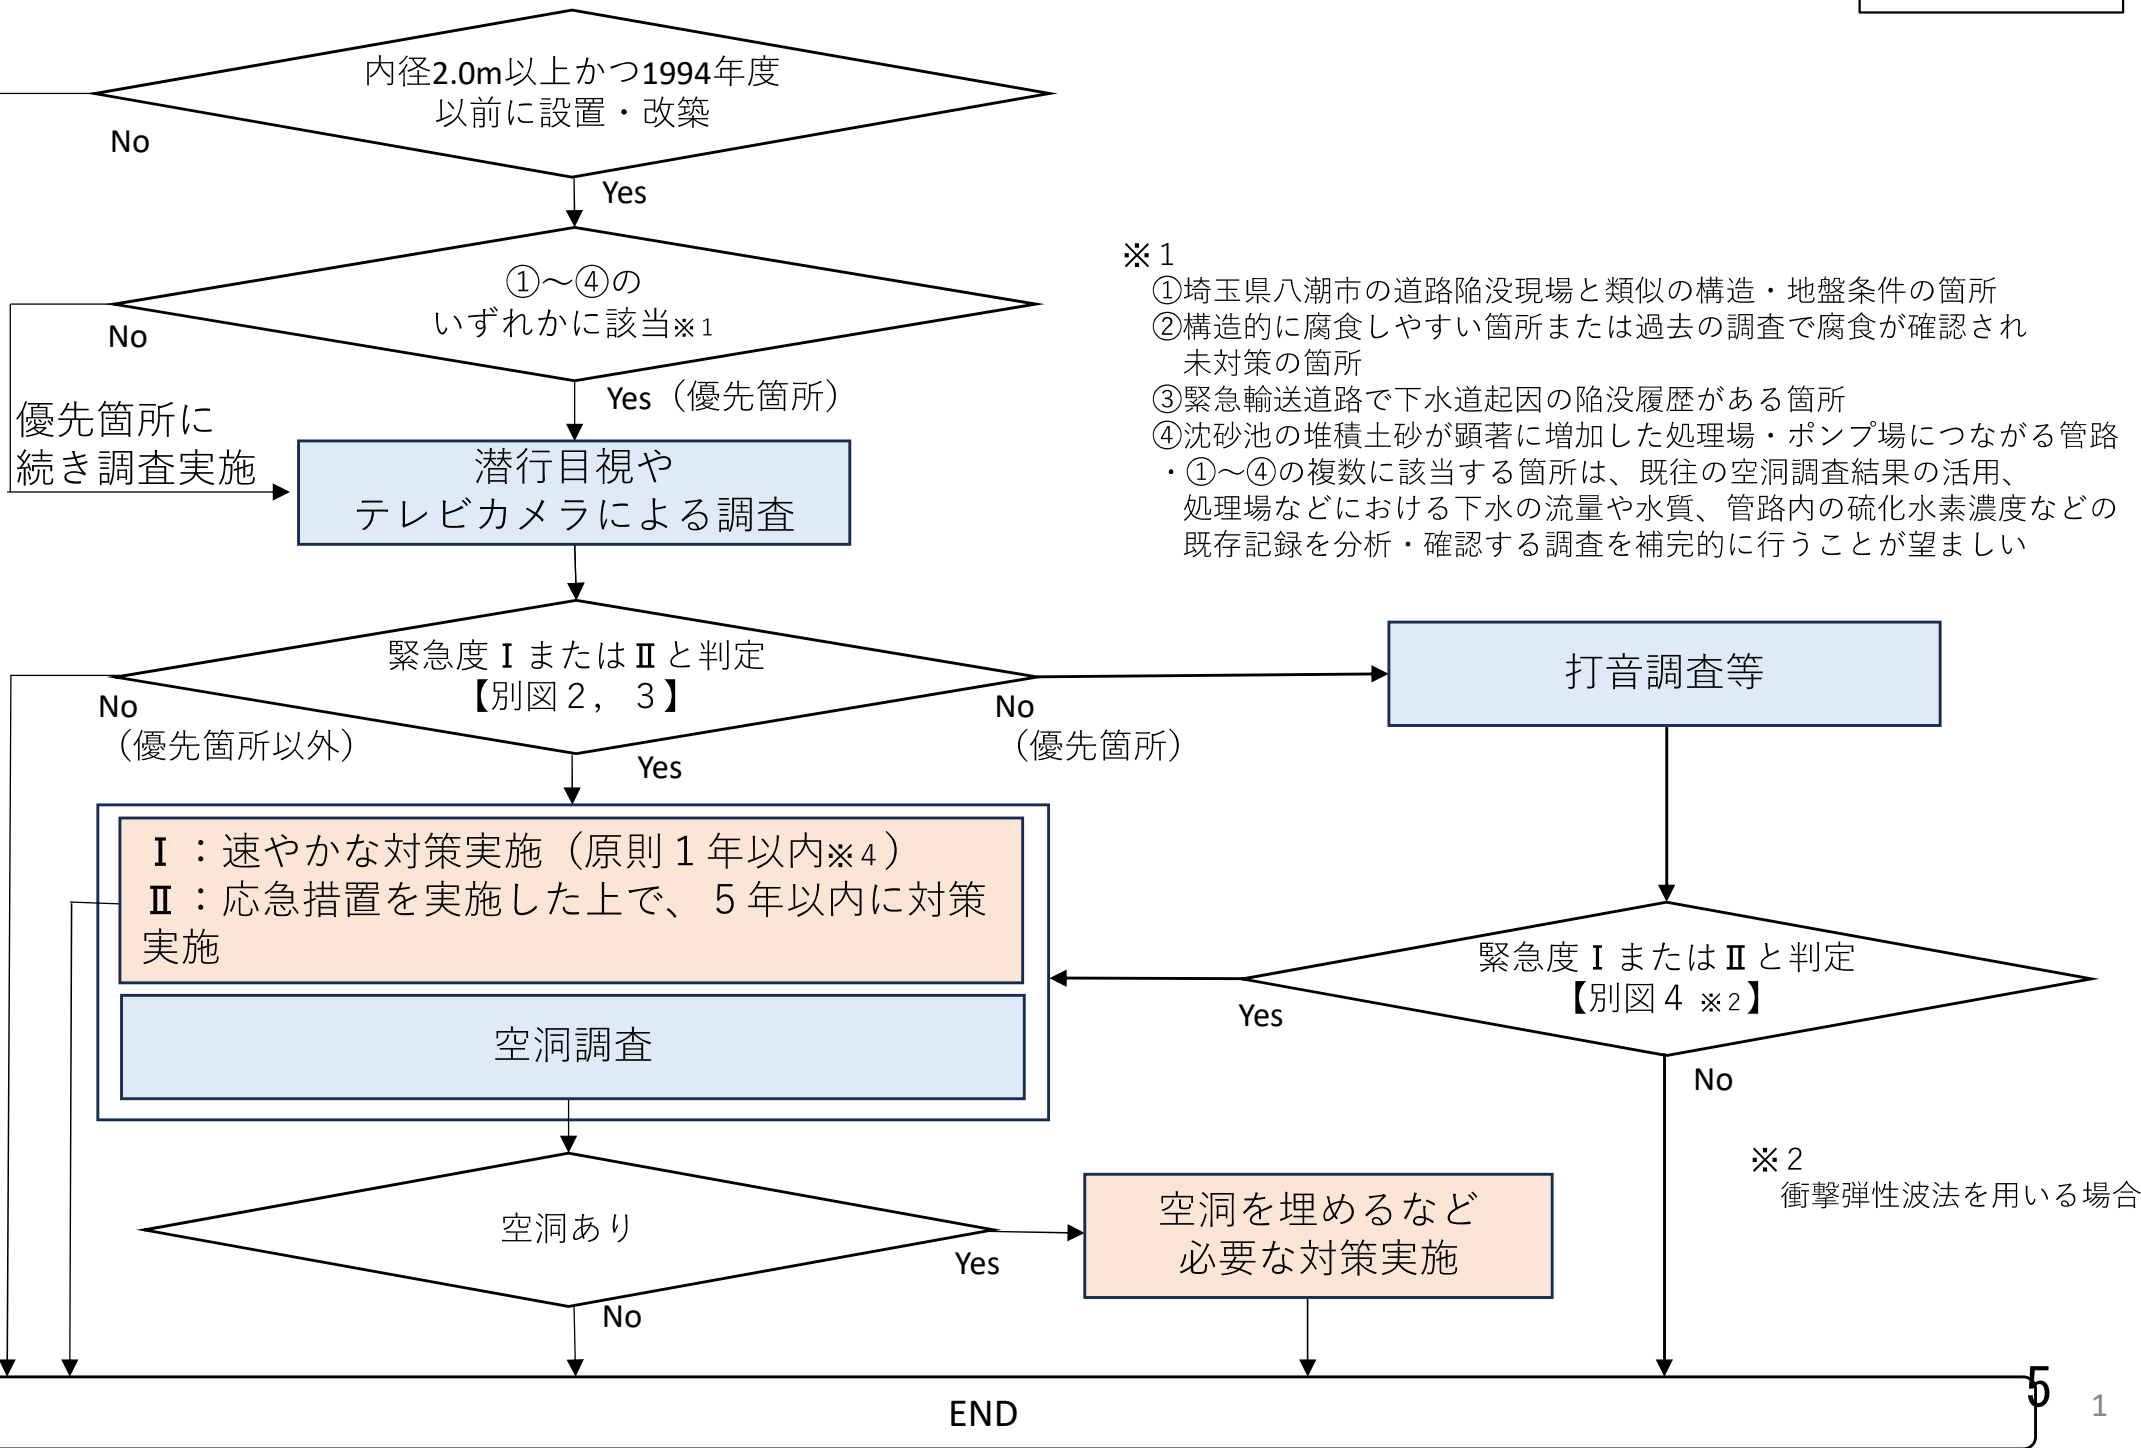 内径2.0m以上かつ1994年度
以前に設置・改築
No
Yes
①～④の
いずれかに該当※1
No
Yes（優先箇所）
優先箇所に
続き調査実施
潜行目視や
テレビカメラによる調査
※1
①埼玉県八潮市の道路陥没現場と類似の構造・地盤条件の箇所
②構造的に腐食しやすい箇所または過去の調査で腐食が確認され
未対策の箇所
③緊急輸送道路で下水道起因の陥没履歴がある箇所
④沈砂池の堆積土砂が顕著に増加した処理場・ポンプ場につながる管路
・①～④の複数に該当する箇所は、既往の空洞調査結果の活用、
処理場などにおける下水の流量や水質、管路内の硫化水素濃度などの
既存記録を分析・確認する調査を補完的に行うことが望ましい
緊急度ⅠまたはⅡと判定
【別図２，３】
No
（優先箇所以外）
Yes
No
（優先箇所）
打音調査等
Ⅰ：速やかな対策実施（原則１年以内※4）
Ⅱ：応急措置を実施した上で、５年以内に対策
実施
空洞調査
緊急度ⅠまたはⅡと判定
【別図４ ※2】
Yes
No
※2
衝撃弾性波法を用いる場合
空洞あり
Yes
No
空洞を埋めるなど
必要な対策実施
END
5
1